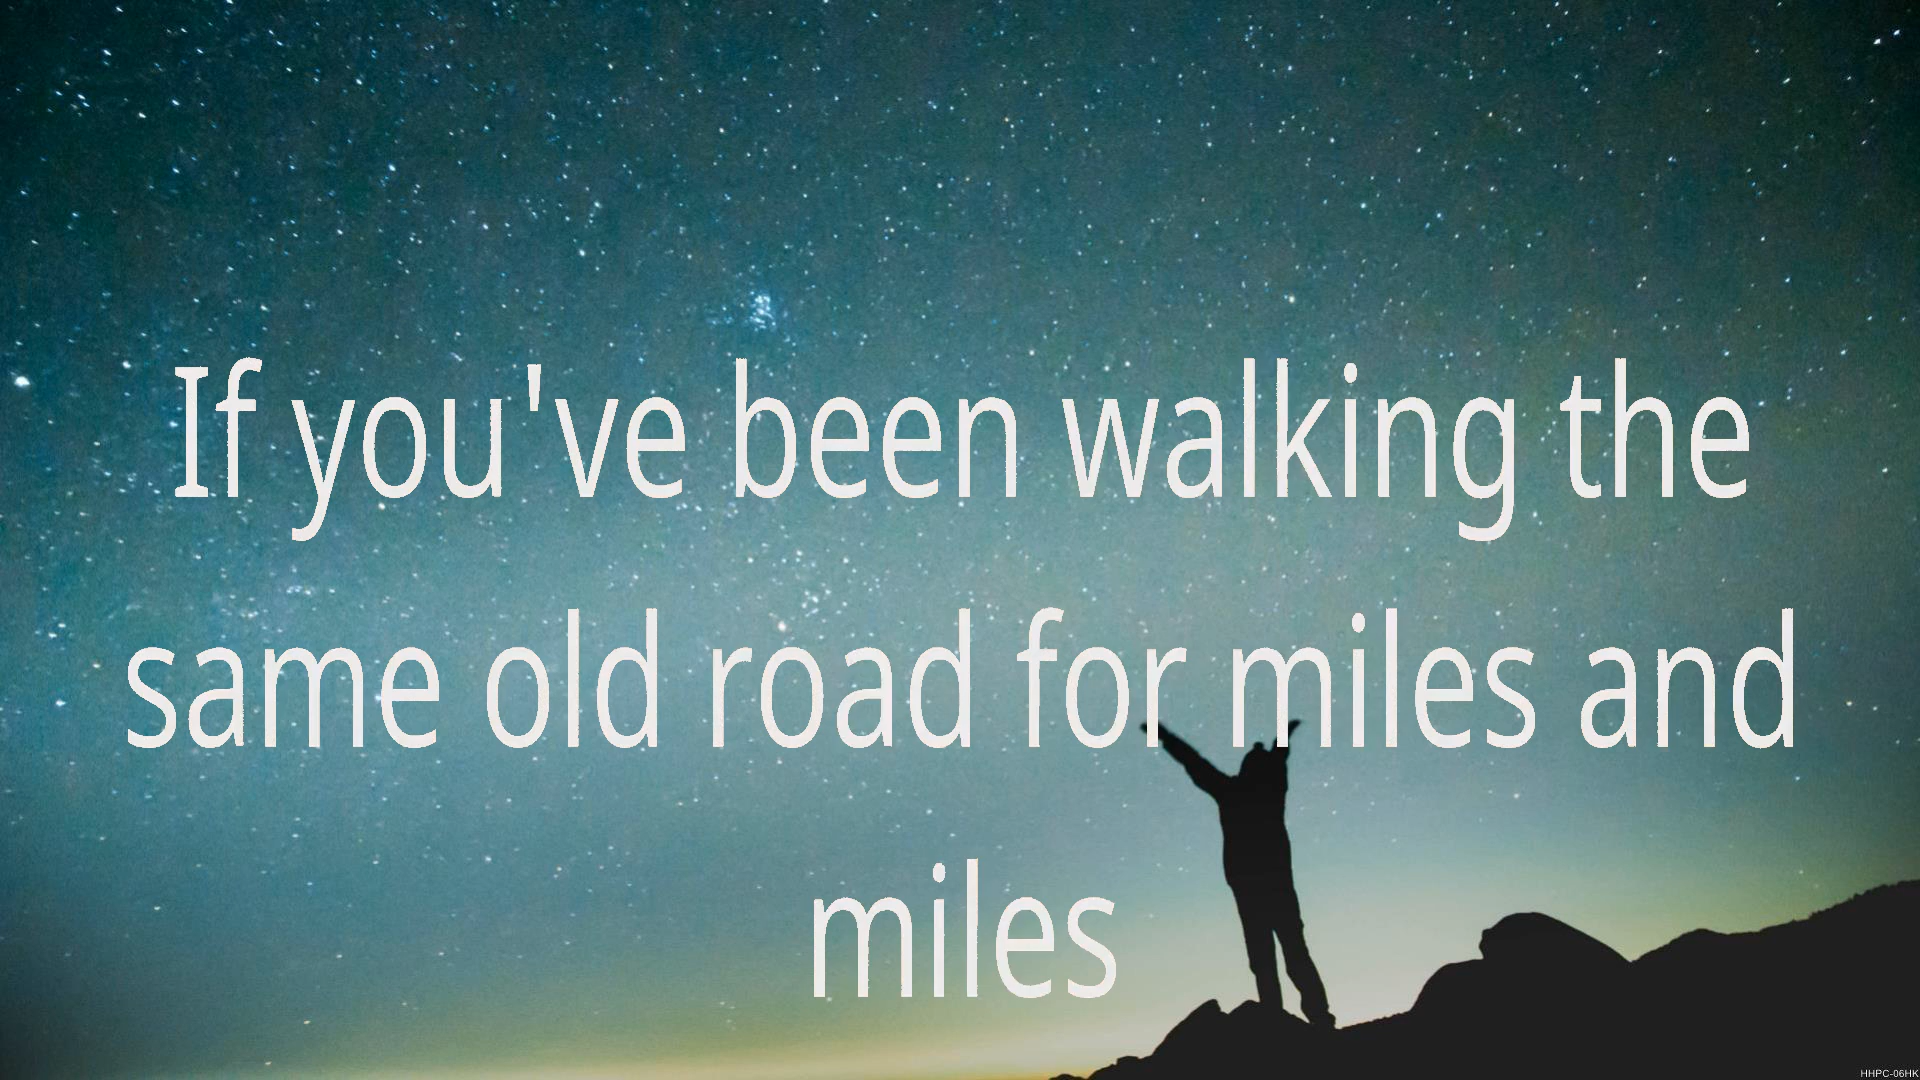 If you've been walking the
same old road for miles and
miles
HHPC-06HK